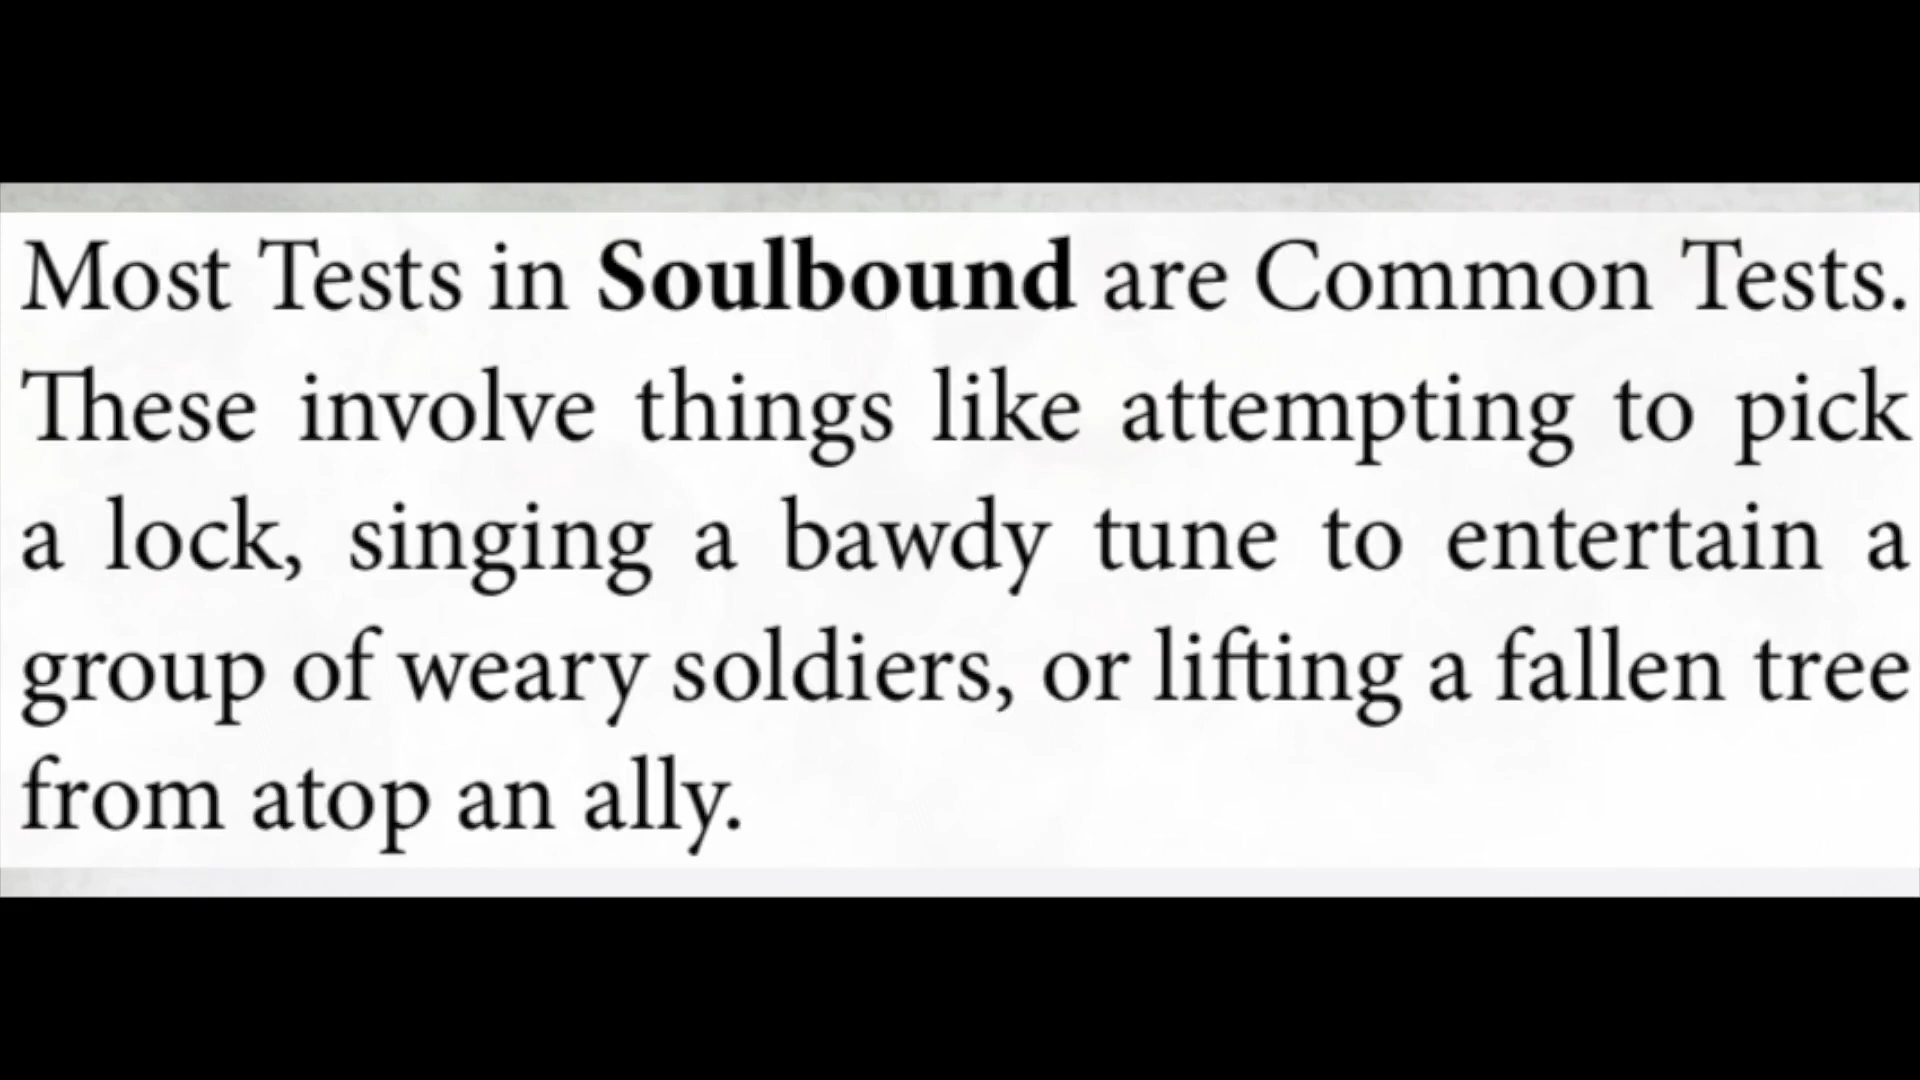 Most Tests in Soulbound are Common Tests.
These involve things like attempting to pick
a lock, singing a bawdy tune to entertain a
group of weary soldiers, or lifting a fallen tree
from atop an ally.